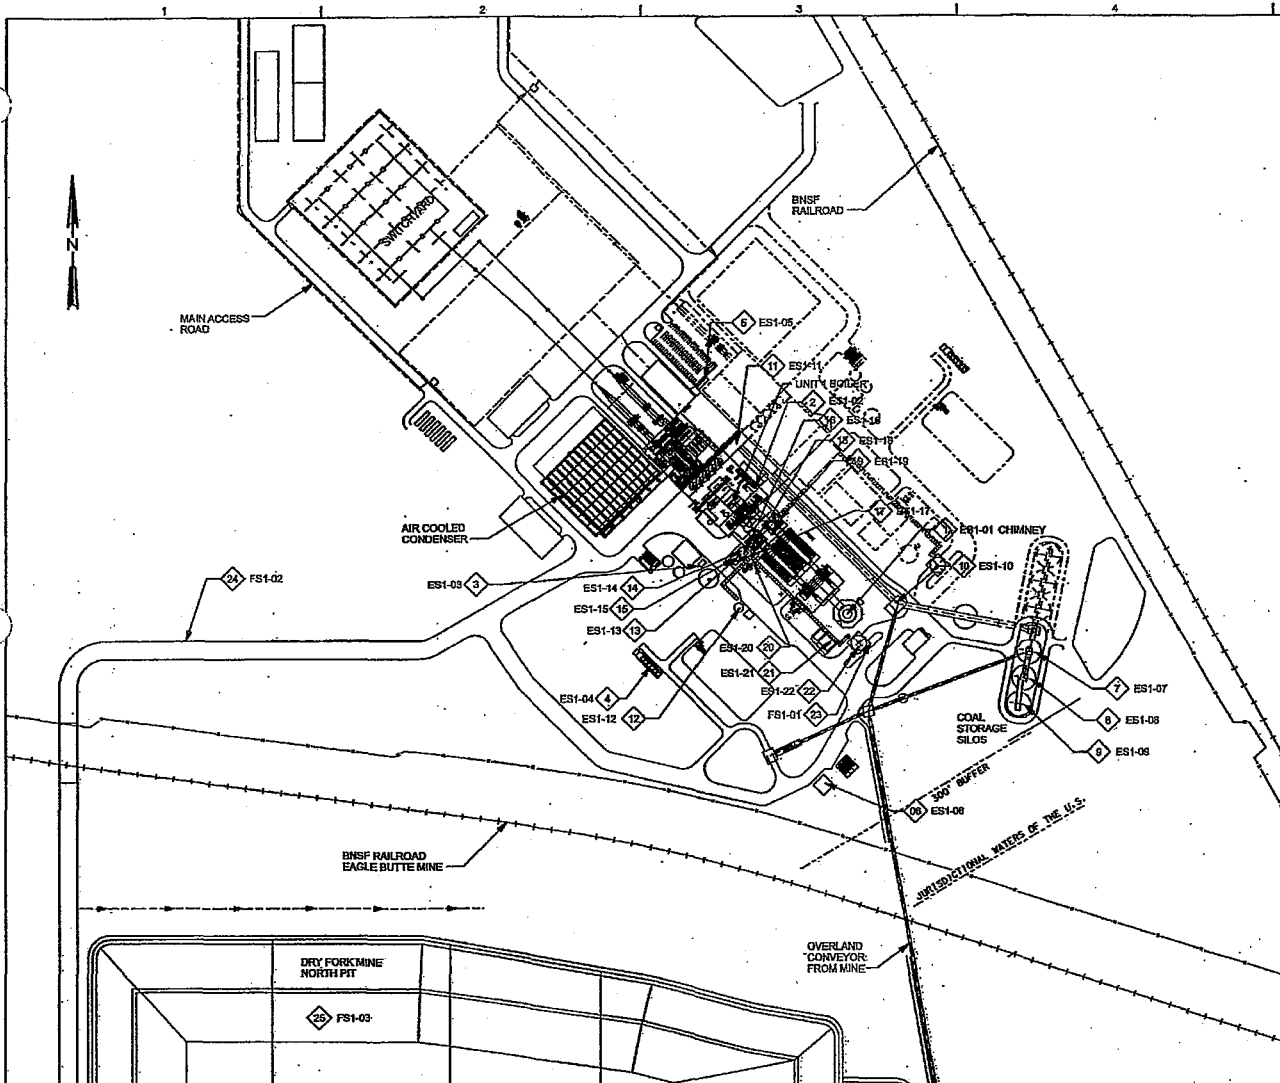 1
2
3
4
N
SWITCHYARD
BNSF
RAILROAD
MAIN ACCESS
ROAD
5 ES1-05
11 ES1-11
UNIT 1 BOILER
2 ES1-02
16 ES1-16
ES1-19
17 ES1-17
AIR COOLED
CONDENSER
1 ES1-01 CHIMNEY
10 ES1-10
24 FS1-02
ES1-03 3
ES1-14 14
ES1-15 15
ES1-13 13
ES1-20 20
ES1-21 21
ES1-22 22
FS1-01 23
ES1-04 4
ES1-12 12
7 ES1-07
8 ES1-08
9 ES1-09
COAL
STORAGE
SILOS
300' BUFFER
06 ES1-06
JURISDICTIONAL WATERS OF THE U.S.
BNSF RAILROAD
EAGLE BUTTE MINE
OVERLAND
CONVEYOR
FROM MINE
DRY FORK MINE
NORTH PIT
25 FS1-03